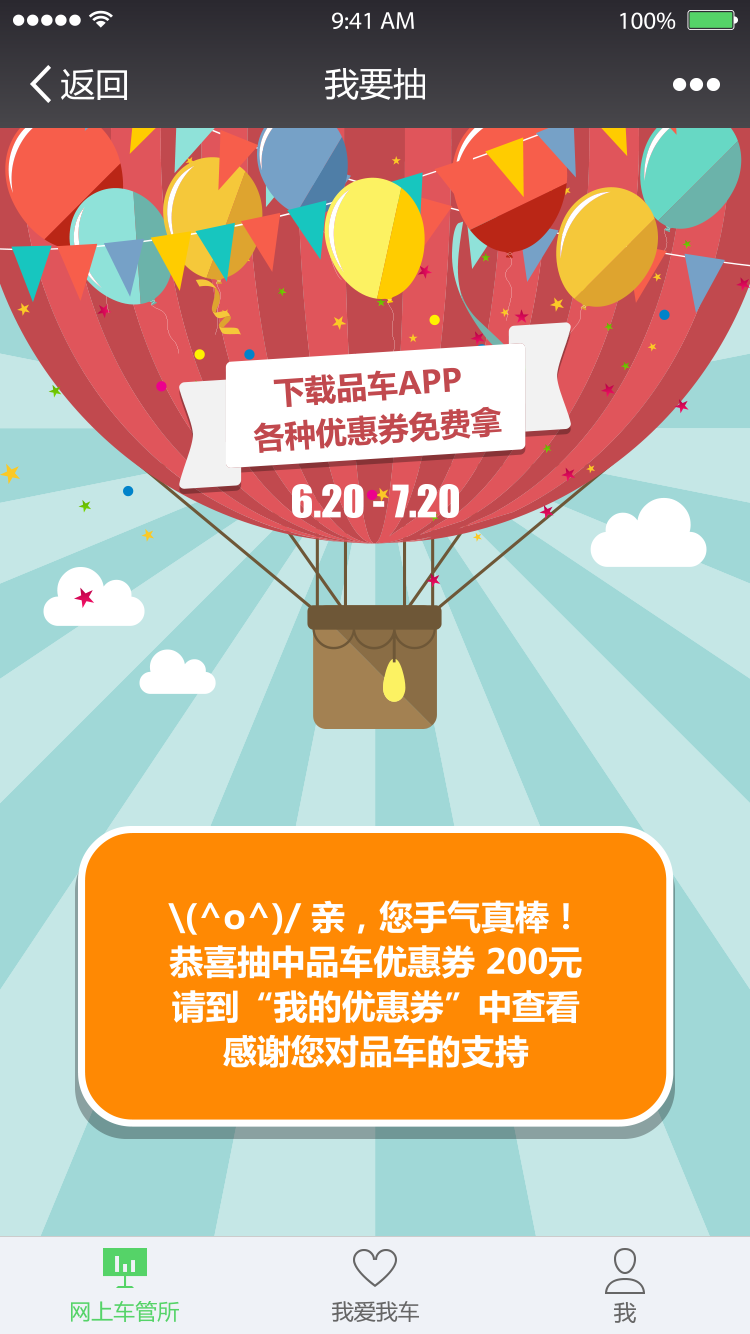 9:41 AM
100%
返回
我要抽
下载品车APP
各种优惠券免费拿
6.20 - 7.20
\(^o^)/ 亲，您手气真棒！
恭喜抽中品车优惠券 200元
请到“我的优惠券”中查看
感谢您对品车的支持
网上车管所
我爱我车
我